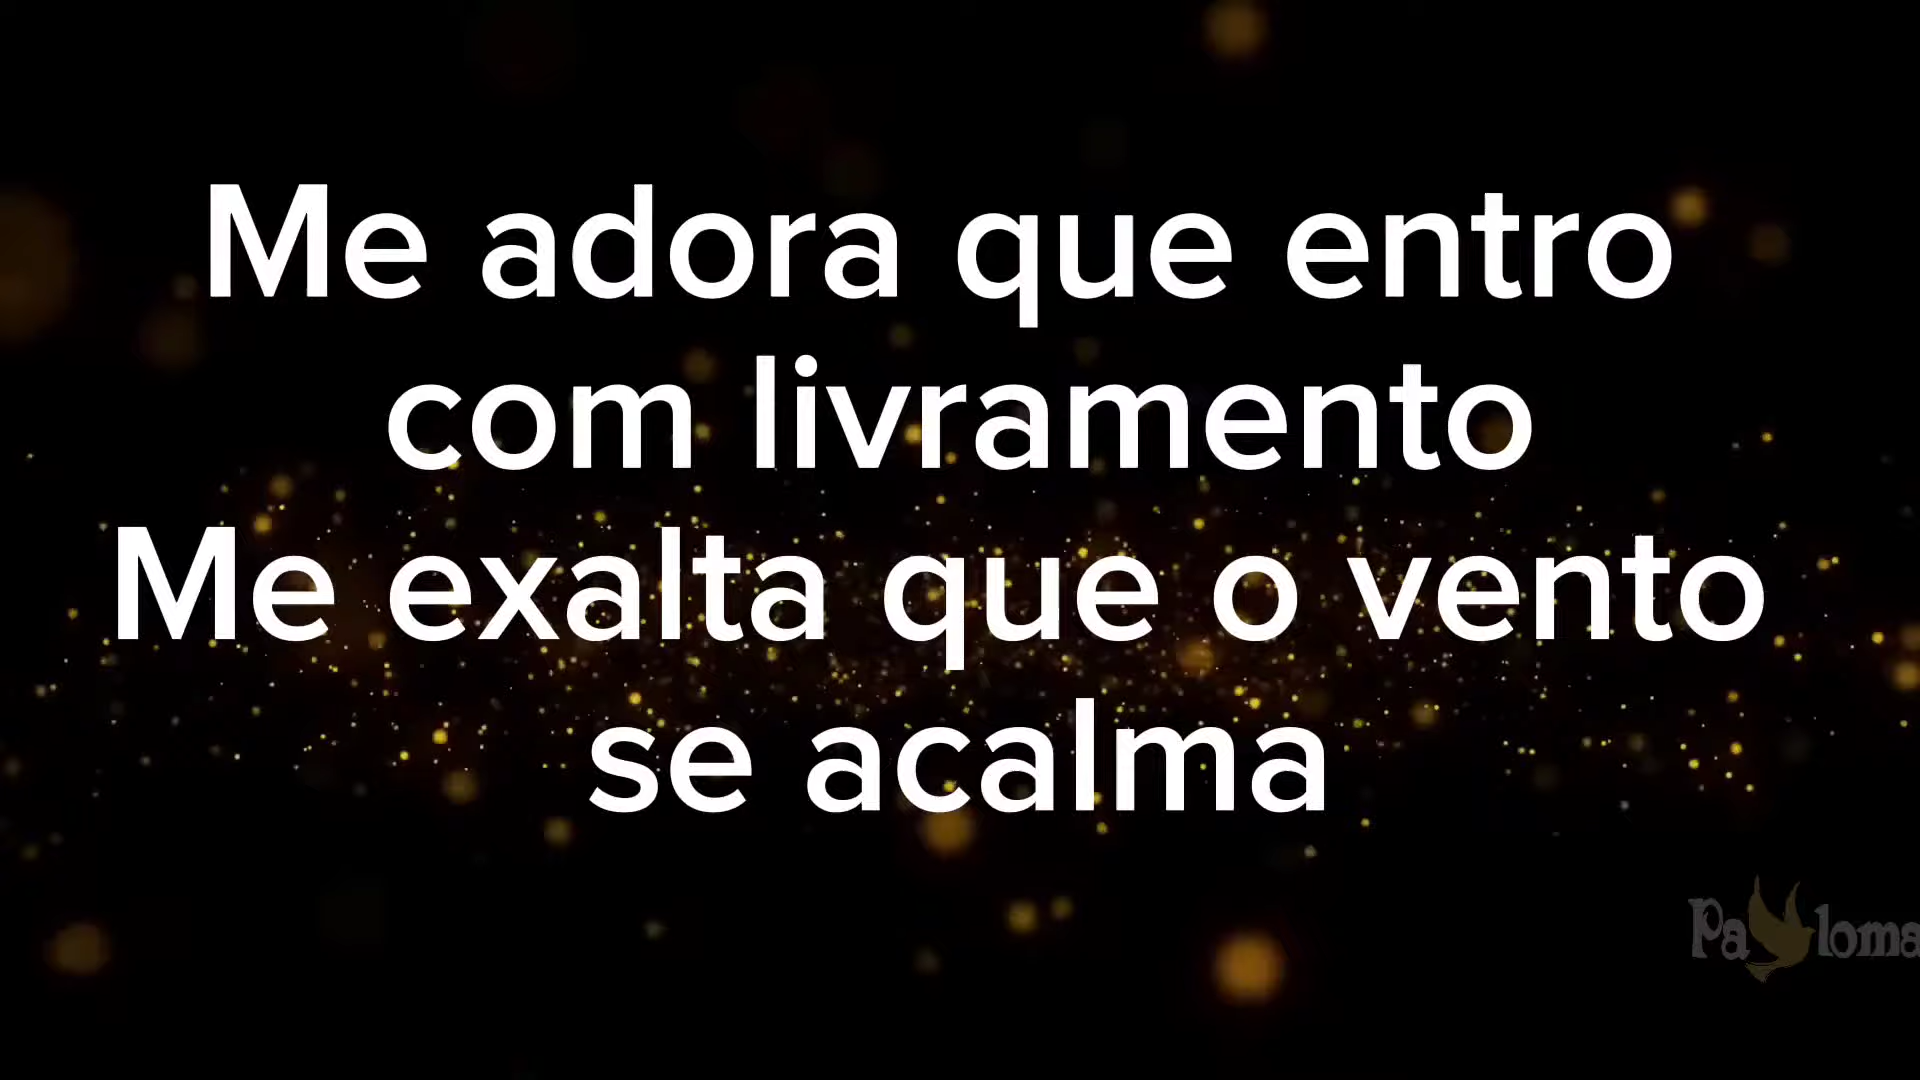 Me adora que entro
com livramento
Me exalta que o vento
se acalma
Paloma